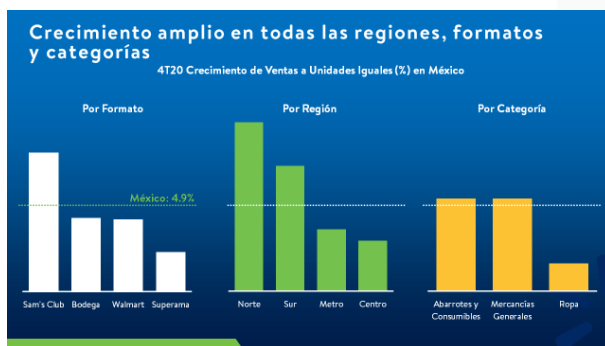 Crecimiento amplio en todas las regiones, formatos
y categorías
4T20 Crecimiento de Ventas a Unidades Iguales (%) en México
Por Formato
Por Región
Por Categoría
México: 4.9%
Sam's Club Bodega Walmart Superama
Norte Sur Metro Centro
Abarrotes y Consumibles Mercancías Generales Ropa